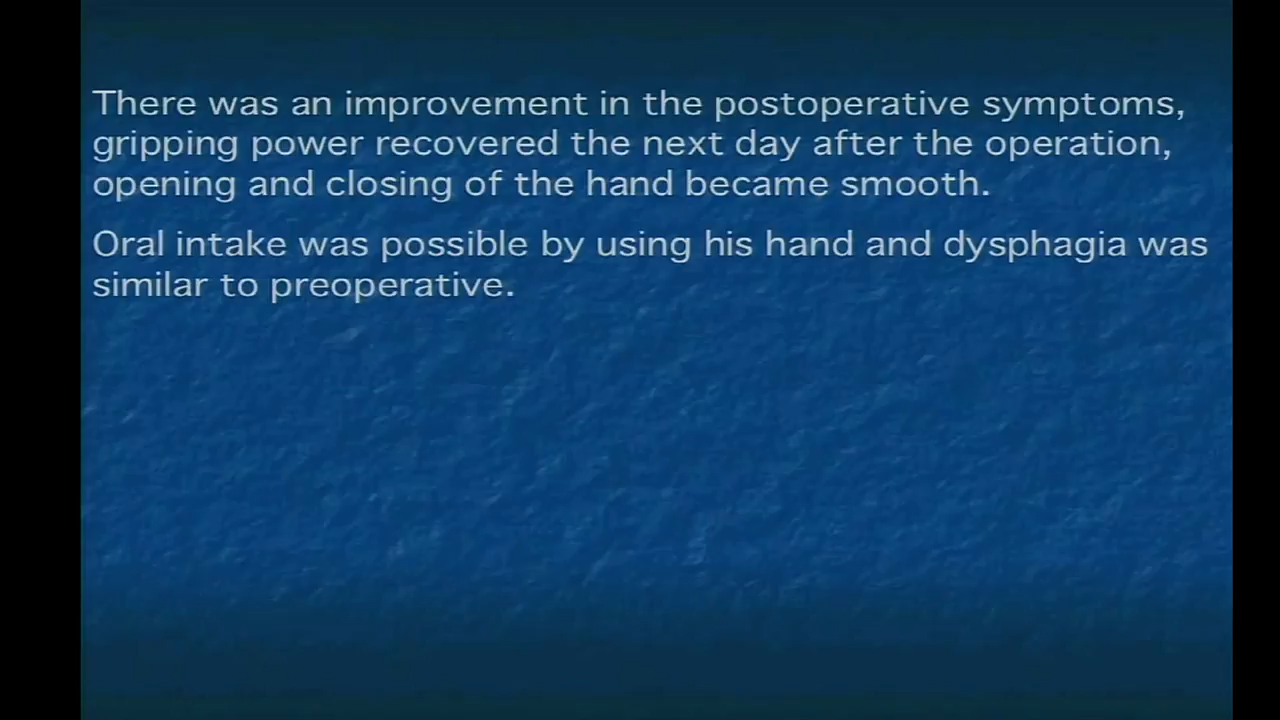 There was an improvement in the postoperative symptoms,
gripping power recovered the next day after the operation,
opening and closing of the hand became smooth.
Oral intake was possible by using his hand and dysphagia was
similar to preoperative.